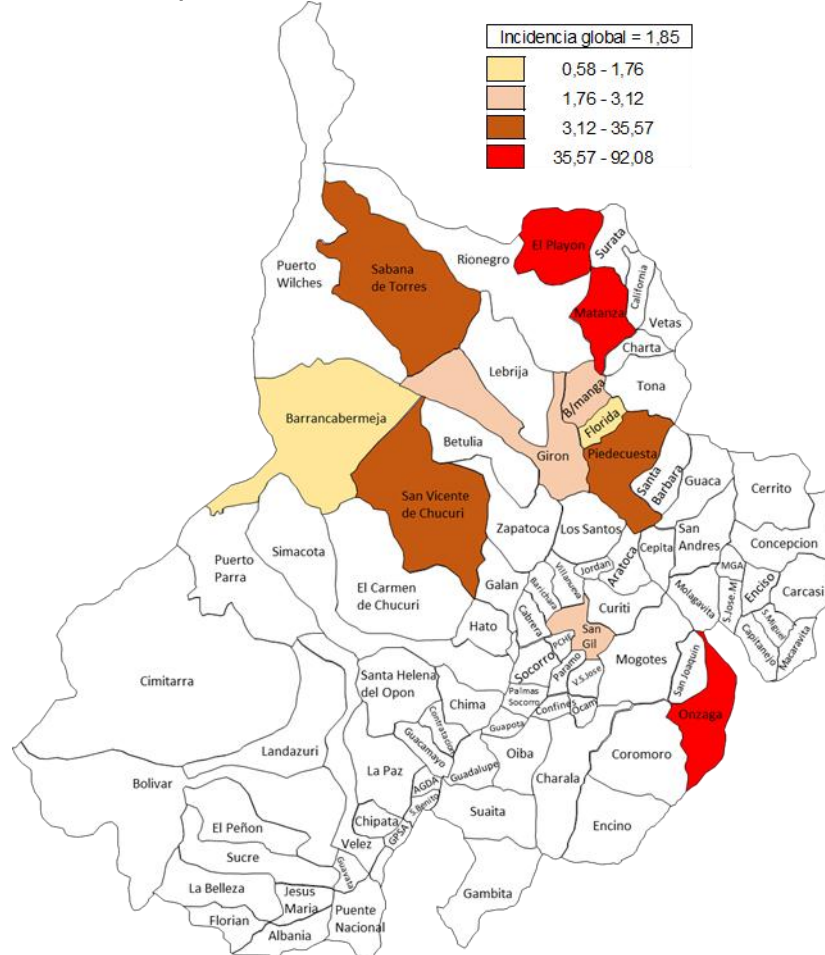 Incidencia global = 1,85
0,58 - 1,76
1,76 - 3,12
3,12 - 35,57
35,57 - 92,08
El Playon
Surata
Rionegro
Puerto
Wilches
Sabana
de Torres
California
Matanza
Vetas
Charta
Lebrija
Tona
B/manga
Barrancabermeja
Florida
Betulia
Giron
Piedecuesta
Santa
Barbara
Guaca
Cerrito
San Vicente
de Chucuri
Zapatoca
Los Santos
San
Andres
Concepcion
Simacota
Puerto
Parra
Cepita
Aratoca
Jordan
MGA
Enciso
Carcasi
El Carmen
de Chucuri
Galan
Villanueva
Barichara
Curiti
Molagavita
S.Jose.MI
S.Miguel
Capitanejo
Macaravita
Cabrera
Hato
San
Gil
PCHE
Socorro
Paramo
V.S.Jose
Mogotes
San Joaquin
Cimitarra
Santa Helena
del Opon
Chima
Palmas
Socorro
Confines
Ocam
Onzaga
Contratacion
Guapota
Guacamayo
Landazuri
Oiba
Coromoro
La Paz
Guadalupe
Charala
Bolivar
AGDA
S.Benito
Suaita
Chipata
GPSA
El Peñon
Encino
Velez
Sucre
Guavata
La Belleza
Jesus
Maria
Gambita
Florian
Puente
Nacional
Albania